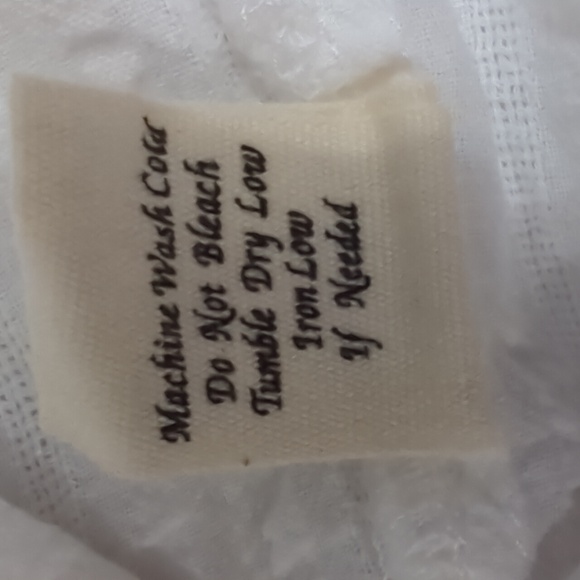 Machine Wash Cold
Do Not Bleach
Tumble Dry Low
Iron Low
If Needed